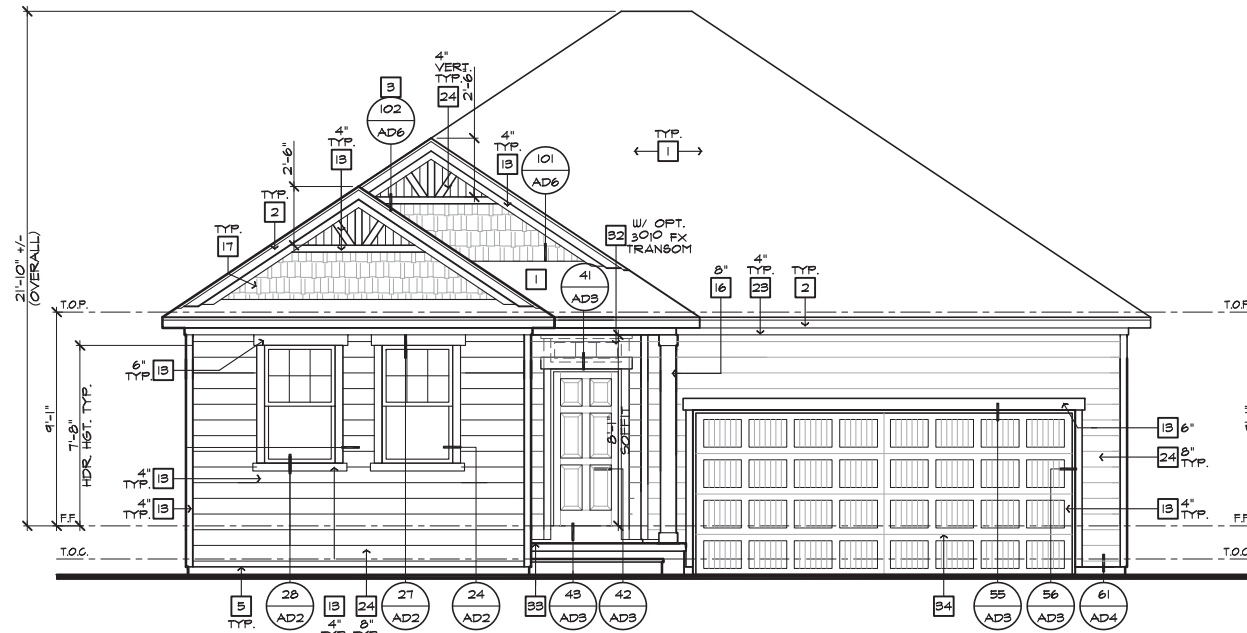 4"
VERT.
TYP.
24
2'-6"
3
102
AD6
4"
TYP.
13
4"
TYP.
13
101
AD6
TYP.
1
2'-6"
TYP.
2
TYP.
17
32
W/ OPT.
3010 FX
TRANSOM
1
41
AD3
8"
16
4"
TYP.
23
TYP.
2
21'-10" +/-
(OVERALL)
T.O.P.
T.O.P.
9'-1"
7'-8"
HDR. HGT. TYP.
6"
TYP.
13
8'-1"
SOFFIT
13
6"
24
8"
TYP.
4"
TYP.
13
4"
TYP.
13
13
4"
TYP.
F.F.
F.F.
T.O.C.
T.O.C.
5
TYP.
28
AD2
13
4"
TYP.
24
8"
TYP.
27
AD2
24
AD2
33
43
AD3
42
AD3
34
55
AD3
56
AD3
61
AD4